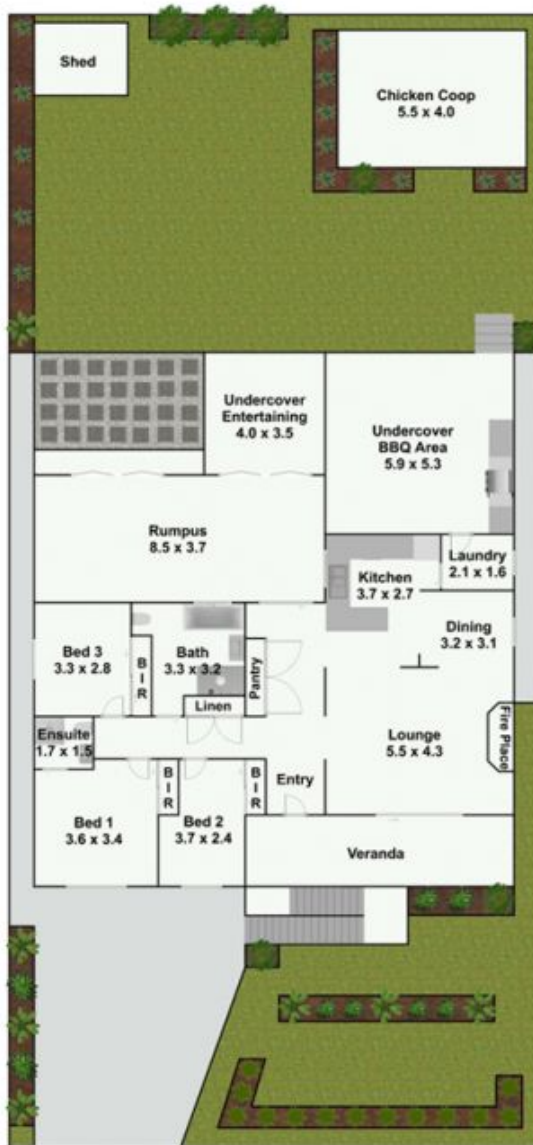 Shed
Chicken Coop
5.5 x 4.0
Undercover
Entertaining
4.0 x 3.5
Undercover
BBQ Area
5.9 x 5.3
Rumpus
8.5 x 3.7
Laundry
2.1 x 1.6
Kitchen
3.7 x 2.7
Dining
3.2 x 3.1
Bed 3
3.3 x 2.8
BIR
Bath
3.3 x 3.2
Pantry
Linen
Ensuite
1.7 x 1.5
Lounge
5.5 x 4.3
Fire Place
Bed 1
3.6 x 3.4
BIR
Bed 2
3.7 x 2.4
BIR
Entry
Veranda